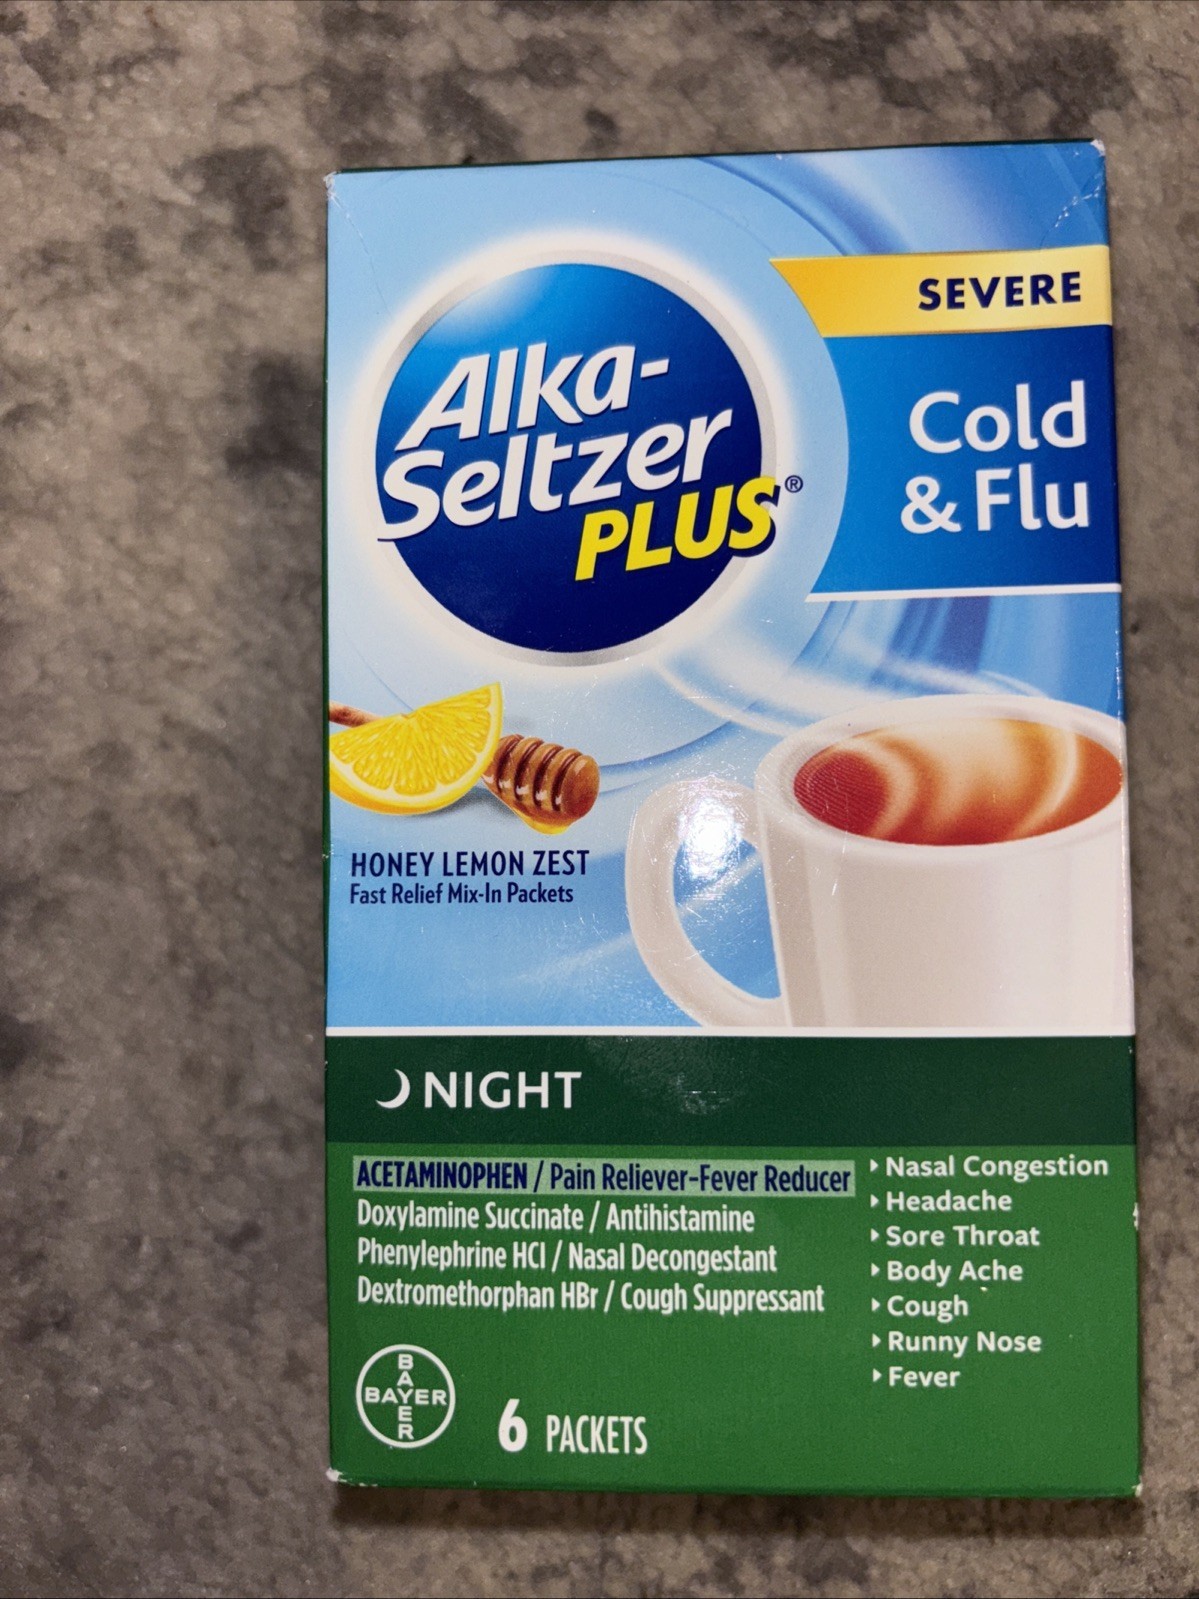 SEVERE
Cold
& Flu
Alka-
Seltzer
PLUS®
HONEY LEMON ZEST
Fast Relief Mix-In Packets
NIGHT
ACETAMINOPHEN / Pain Reliever-Fever Reducer
Doxylamine Succinate / Antihistamine
Phenylephrine HCl / Nasal Decongestant
Dextromethorphan HBr / Cough Suppressant
Nasal Congestion
Headache
Sore Throat
Body Ache
Cough
Runny Nose
Fever
BAYER
BAYER
6 PACKETS